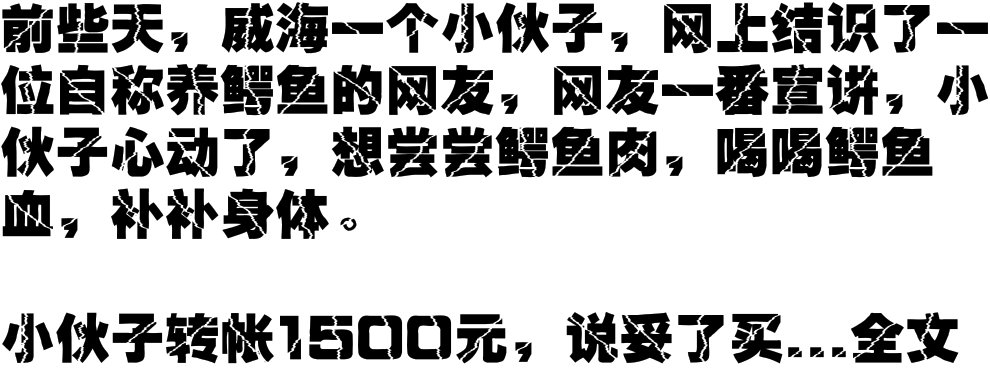 前些天，威海一个小伙子，网上结识了一
位自称养鳄鱼的网友，网友一番宣讲，小
伙子心动了，想尝尝鳄鱼肉，喝喝鳄鱼
血，补补身体。
小伙子转帐1500元，说妥了买...全文